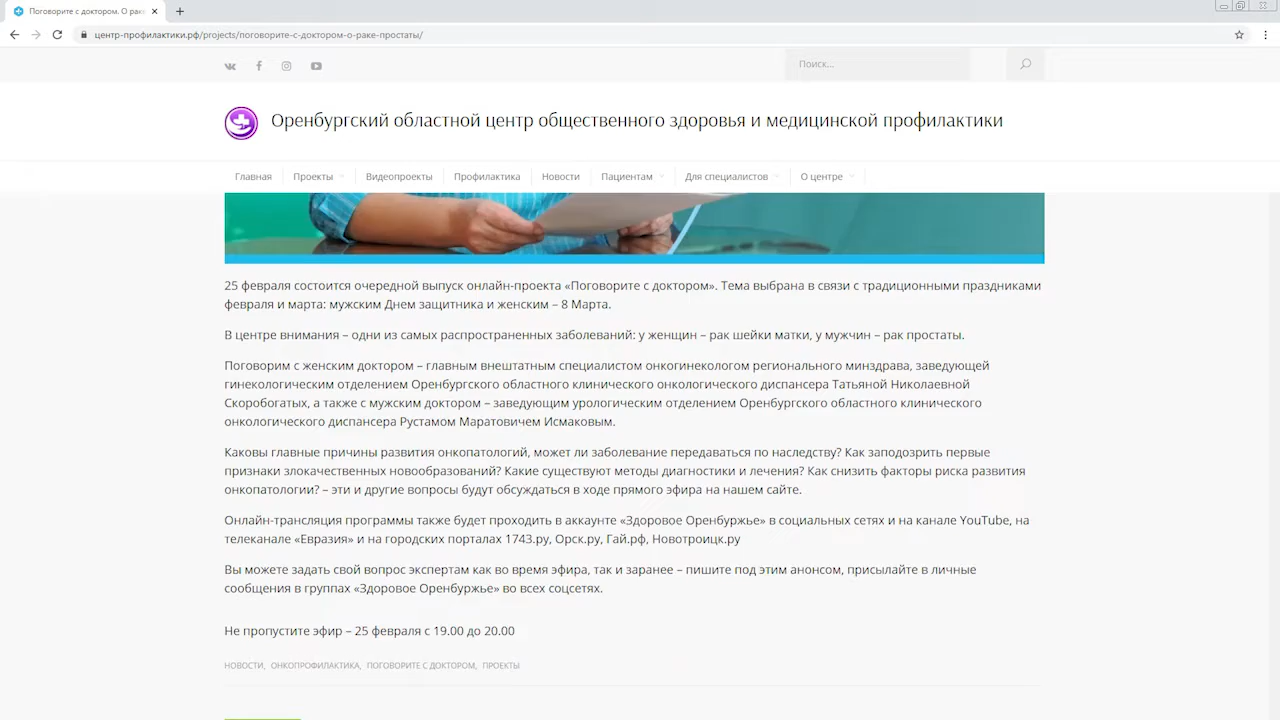 Поговорите с доктором. О рак
центр-профилактики.рф/projects/поговорите-с-доктором-о-раке-простаты/
Поиск...
Оренбургский областной центр общественного здоровья и медицинской профилактики
Главная Проекты Видеопроекты Профилактика Новости Пациентам Для специалистов О центре
25 февраля состоится очередной выпуск онлайн-проекта «Поговорите с доктором». Тема выбрана в связи с традиционными праздниками
февраля и марта: мужским Днем защитника и женским – 8 Марта.
В центре внимания – одни из самых распространенных заболеваний: у женщин – рак шейки матки, у мужчин – рак простаты.
Поговорим с женским доктором – главным внештатным специалистом онкогинекологом регионального минздрава, заведующей
гинекологическим отделением Оренбургского областного клинического онкологического диспансера Татьяной Николаевной
Скоробогатых, а также с мужским доктором – заведующим урологическим отделением Оренбургского областного клинического
онкологического диспансера Рустамом Маратовичем Исмаковым.
Каковы главные причины развития онкопатологий, может ли заболевание передаваться по наследству? Как заподозрить первые
признаки злокачественных новообразований? Какие существуют методы диагностики и лечения? Как снизить факторы риска развития
онкопатологии? – эти и другие вопросы будут обсуждаться в ходе прямого эфира на нашем сайте.
Онлайн-трансляция программы также будет проходить в аккаунте «Здоровое Оренбуржье» в социальных сетях и на канале YouTube, на
телеканале «Евразия» и на городских порталах 1743.ру, Орск.ру, Гай.рф, Новотроицк.ру
Вы можете задать свой вопрос экспертам как во время эфира, так и заранее – пишите под этим анонсом, присылайте в личные
сообщения в группах «Здоровое Оренбуржье» во всех соцсетях.
Не пропустите эфир – 25 февраля с 19.00 до 20.00
НОВОСТИ, ОНКОПРОФИЛАКТИКА, ПОГОВОРИТЕ С ДОКТОРОМ, ПРОЕКТЫ